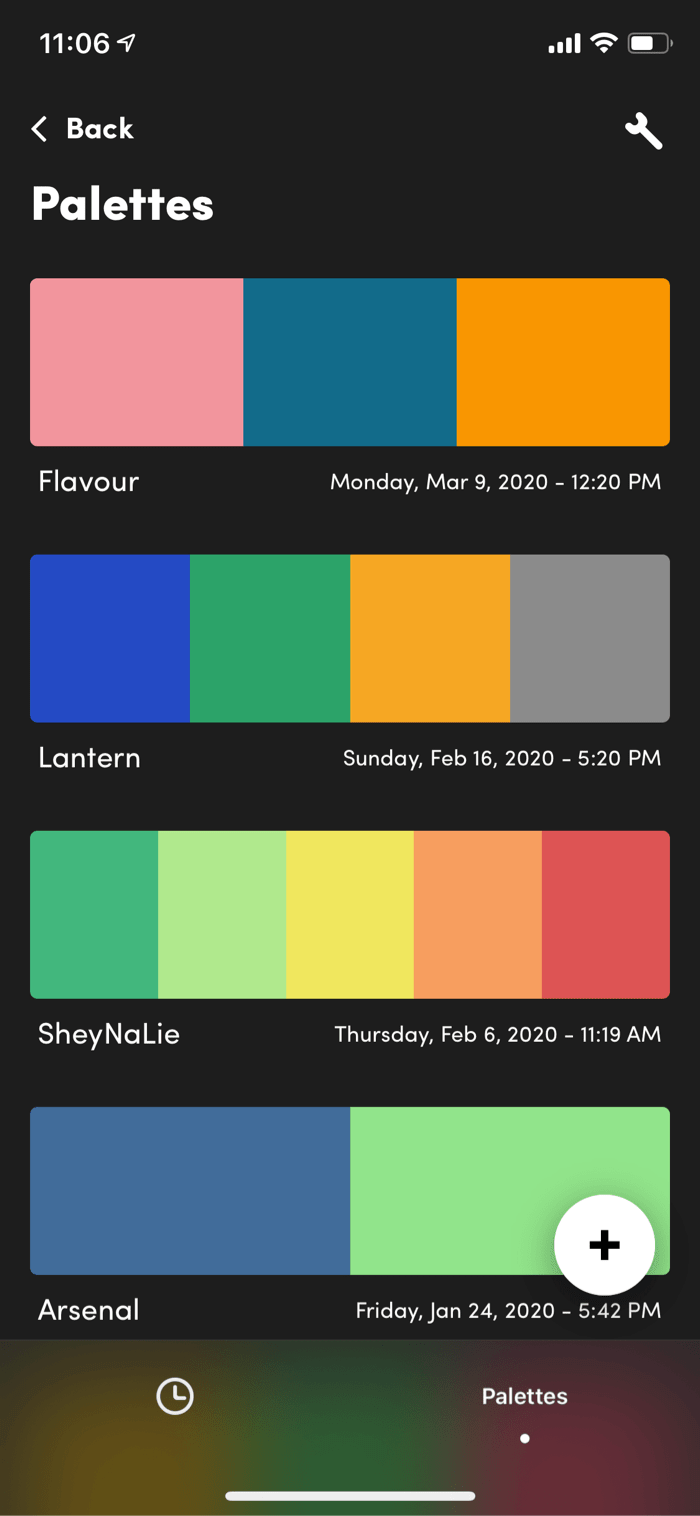 11:06
Back
Palettes
Flavour Monday, Mar 9, 2020 - 12:20 PM
Lantern Sunday, Feb 16, 2020 - 5:20 PM
SheyNaLie Thursday, Feb 6, 2020 - 11:19 AM
+
Arsenal Friday, Jan 24, 2020 - 5:42 PM
Palettes